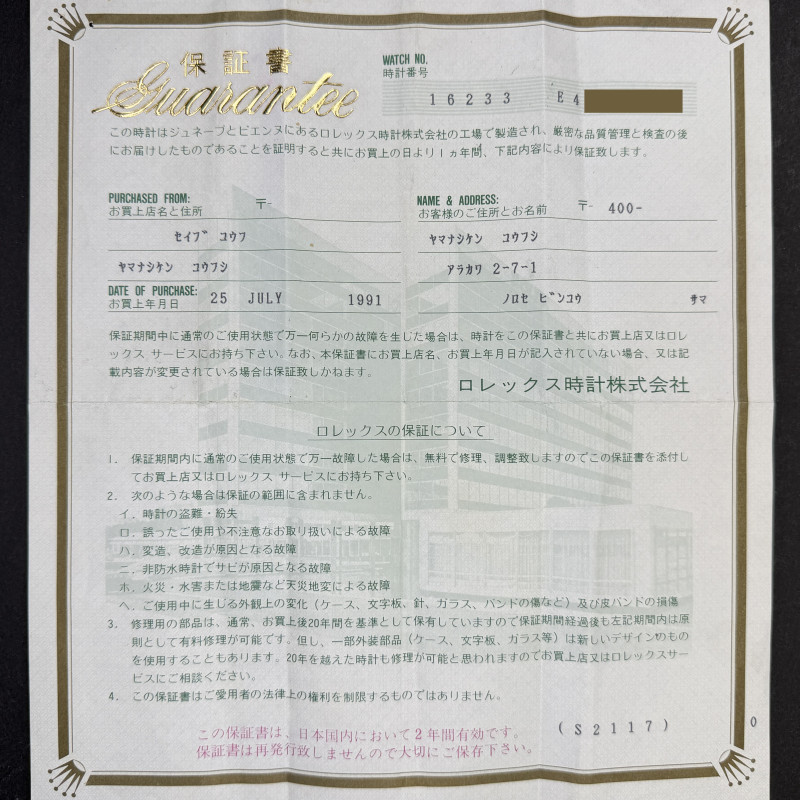 保証書
Guarantee
WATCH NO.
時計番号
16233 E4
この時計はジュネーブとビエンヌにあるロレックス時計株式会社の工場で製造され、厳密な品質管理と検査の後
にお届けしたものであることを証明すると共にお買上の日より1ヵ年間、下記内容により保証致します。
PURCHASED FROM:
お買上店名と住所 〒-
セイブ コウフ
ヤマナシケン コウフシ
DATE OF PURCHASE:
お買上年月日 25 JULY 1991
NAME & ADDRESS:
お客様のご住所とお名前 〒- 400-
ヤマナシケン コウフシ
アラカワ 2-7-1
ノロセ ビンコウ サマ
保証期間中に通常のご使用状態で万一何らかの故障を生じた場合は、時計をこの保証書と共にお買上店又はロレ
ックス サービスにお持ち下さい。なお、本保証書にお買上店名、お買上年月日が記入されていない場合、又は記
載内容が変更されている場合は保証致しかねます。
ロレックス時計株式会社
ロレックスの保証について
1. 保証期間内に通常のご使用状態で万一故障した場合は、無料で修理、調整致しますのでこの保証書を添付し
てお買上店又はロレックス サービスにお持ち下さい。
2. 次のような場合は保証の範囲に含まれません。
イ. 時計の盗難・紛失
ロ. 誤ったご使用や不注意なお取り扱いによる故障
ハ. 変造、改造が原因となる故障
ニ. 非防水時計でサビが原因となる故障
ホ. 火災・水害または地震など天災地変による故障
ヘ. ご使用中に生じる外観上の変化（ケース、文字板、針、ガラス、バンドの傷など）及び皮バンドの損傷
3. 修理用の部品は、通常、お買上後20年間を基準として保有していますので保証期間経過後も左記期間内は原
則として有料修理が可能です。但し、一部外装部品（ケース、文字板、ガラス等）は新しいデザインのもの
を使用することもあります。20年を越えた時計も修理が可能と思われますのでお買上店又はロレックスサー
ビスにご相談ください。
4. この保証書はご愛用者の法律上の権利を制限するものではありません。
この保証書は、日本国内において2年間有効です。
保証書は再発行致しませんので大切にご保存下さい。
(S2117)
0